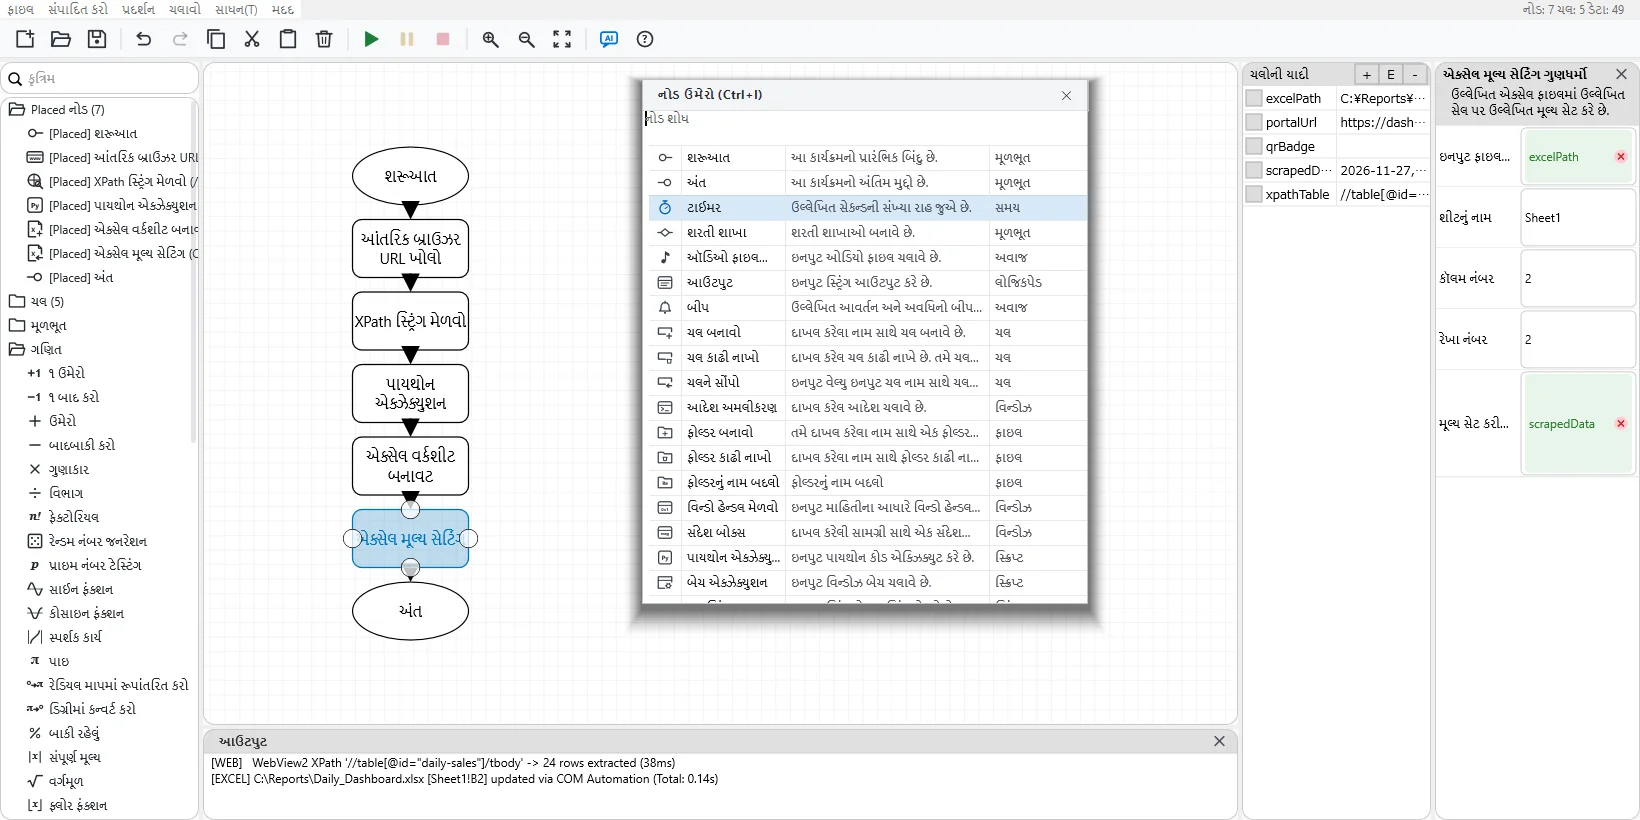 ફાઇલ સંપાદિત કરો પ્રદર્શન ચલાવો સાધન(T) મદદ
નોડ: 7 ચલ: 5 ડેટા: 49
કૃત્રિમ
Placed નોડ (7)
[Placed] શરૂઆત
[Placed] આંતરિક બ્રાઉઝર URL
[Placed] XPath સ્ટ્રિંગ મેળવો (/
[Placed] પાયથોન એક્ઝેક્યુશન
[Placed] એક્સેલ વર્કશીટ બનાવ
[Placed] એક્સેલ મૂલ્ય સેટિંગ (C
[Placed] અંત
ચલ (5)
મૂળભૂત
ગણિત
+1 ૧ ઉમેરો
−1 ૧ બાદ કરો
ઉમેરો
બાદબાકી કરો
ગુણાકાર
વિભાગ
n! ફેક્ટોરિયલ
રેન્ડમ નંબર જનરેશન
p પ્રાઇમ નંબર ટેસ્ટિંગ
સાઈન ફંક્શન
કોસાઇન ફંક્શન
સ્પર્શક કાર્ય
π પાઇ
રેડિયલ માપમાં રૂપાંતરિત કરો
ડિગ્રીમાં કન્વર્ટ કરો
% બાકી રહેલું
|x| સંપૂર્ણ મૂલ્ય
વર્ગમૂળ
ફ્લોર ફંક્શન
શરૂઆત
આંતરિક બ્રાઉઝર
URL ખોલો
XPath સ્ટ્રિંગ મેળવો
પાયથોન
એક્ઝેક્યુશન
એક્સેલ વર્કશીટ
બનાવટ
એક્સેલ મૂલ્ય સેટિંગ
અંત
નોડ ઉમેરો (Ctrl+I)
નોડ શોધ
શરૂઆત આ કાર્યક્રમનો પ્રારંભિક બિંદુ છે. મૂળભૂત
અંત આ કાર્યક્રમનો અંતિમ મુદ્દો છે. મૂળભૂત
ટાઈમર ઉલ્લેખિત સેકન્ડની સંખ્યા રાહ જુએ છે. સમય
શરતી શાખા શરતી શાખાઓ બનાવે છે. મૂળભૂત
ઑડિઓ ફાઇલ... ઇનપુટ ઓડિયો ફાઇલ ચલાવે છે. અવાજ
આઉટપુટ ઇનપુટ સ્ટ્રિંગ આઉટપુટ કરે છે. લોજિકપેડ
બીપ ઉલ્લેખિત આવર્તન અને અવધિનો બીપ... અવાજ
ચલ બનાવો દાખલ કરેલા નામ સાથે ચલ બનાવે છે. ચલ
ચલ કાઢી નાખો દાખલ કરેલ ચલ કાઢી નાખે છે. તમે ચલ... ચલ
ચલને સોંપો ઇનપુટ વેલ્યુ ઇનપુટ ચલ નામ સાથે ચલ... ચલ
આદેશ અમલીકરણ દાખલ કરેલ આદેશ ચલાવે છે. વિન્ડોઝ
ફોલ્ડર બનાવો તમે દાખલ કરેલા નામ સાથે એક ફોલ્ડર... ફાઇલ
ફોલ્ડર કાઢી નાખો દાખલ કરેલા નામ સાથે ફોલ્ડર કાઢી ના... ફાઇલ
ફોલ્ડરનું નામ બદલો ફોલ્ડરનું નામ બદલો ફાઇલ
વિન્ડો હેન્ડલ મેળવો ઇનપુટ માહિતીના આધારે વિન્ડો હેન્ડલ... વિન્ડોઝ
સંદેશ બોક્સ દાખલ કરેલી સામગ્રી સાથે એક સંદેશ... વિન્ડોઝ
પાયથોન એક્ઝેક્યુ... ઇનપુટ પાયથોન કોડ એક્ઝિક્યુટ કરે છે. સ્ક્રિપ્ટ
બેચ એક્ઝેક્યુશન ઇનપુટ વિન્ડોઝ બેચ ચલાવે છે. સ્ક્રિપ્ટ
આઉટપુટ
[WEB] WebView2 XPath '//table[@id="daily-sales"]/tbody' -> 24 rows extracted (38ms)
[EXCEL] C:\Reports\Daily_Dashboard.xlsx [Sheet1!B2] updated via COM Automation (Total: 0.14s)
ચલોની યાદી + E -
excelPath C:¥Reports¥...
portalUrl https://dash...
qrBadge
scrapedD... 2026-11-27,...
xpathTable //table[@id=...
એક્સેલ મૂલ્ય સેટિંગ ગુણધર્મો
ઉલ્લેખિત એક્સેલ ફાઇલમાં ઉલ્લેખિત
સેલ પર ઉલ્લેખિત મૂલ્ય સેટ કરે છે.
ઇનપુટ ફાઇલ... excelPath
શીટનું નામ Sheet1
કૉલમ નંબર 2
રેખા નંબર 2
મૂલ્ય સેટ કરી... scrapedData